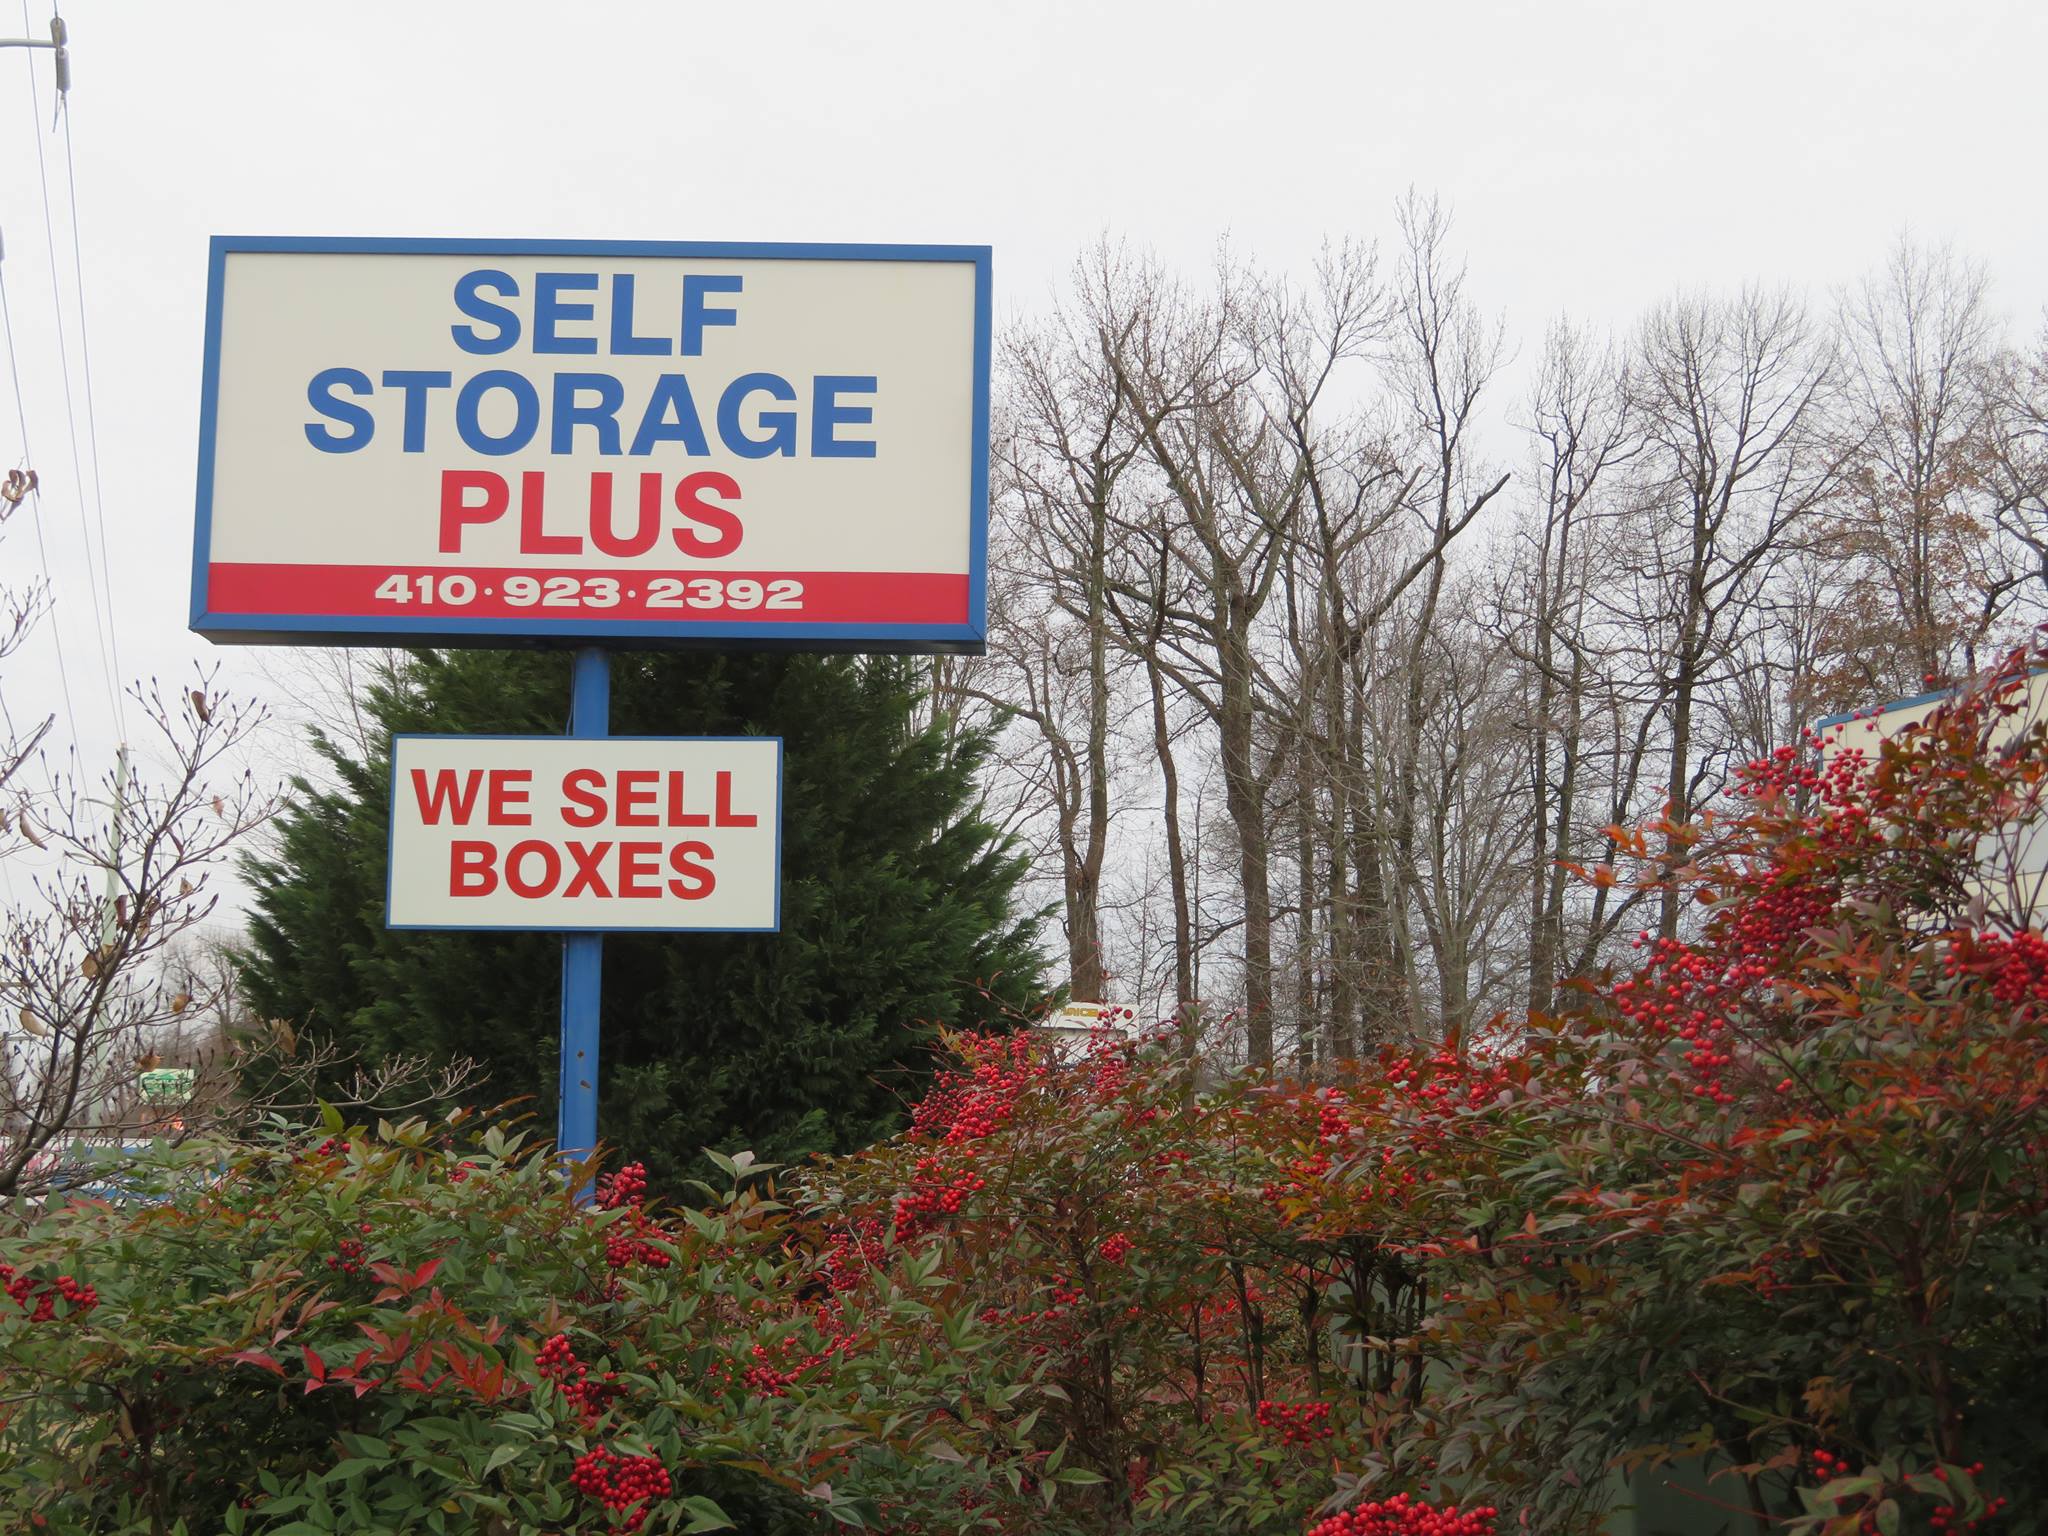 SELF
STORAGE
PLUS
410·923·2392
WE SELL
BOXES